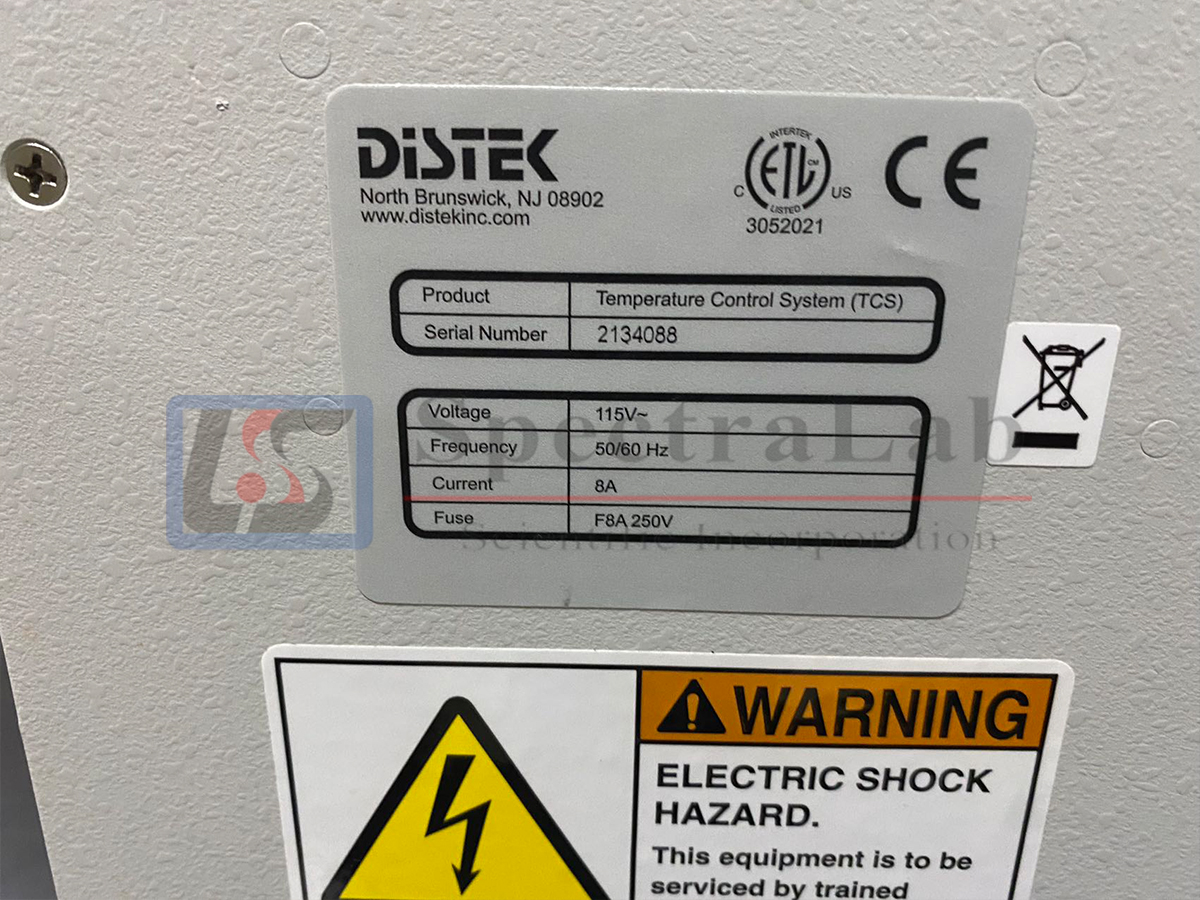 DiSTEK
North Brunswick, NJ 08902
www.distekinc.com
INTERTEK
C ETL CM US
LISTED
3052021
CE
Product Temperature Control System (TCS)
Serial Number 2134088
Voltage 115V~
Frequency 50/60 Hz
Current 8A
Fuse F8A 250V
LSS
SpectraLab
Scientific Incorporation
WARNING
ELECTRIC SHOCK
HAZARD.
This equipment is to be
serviced by trained